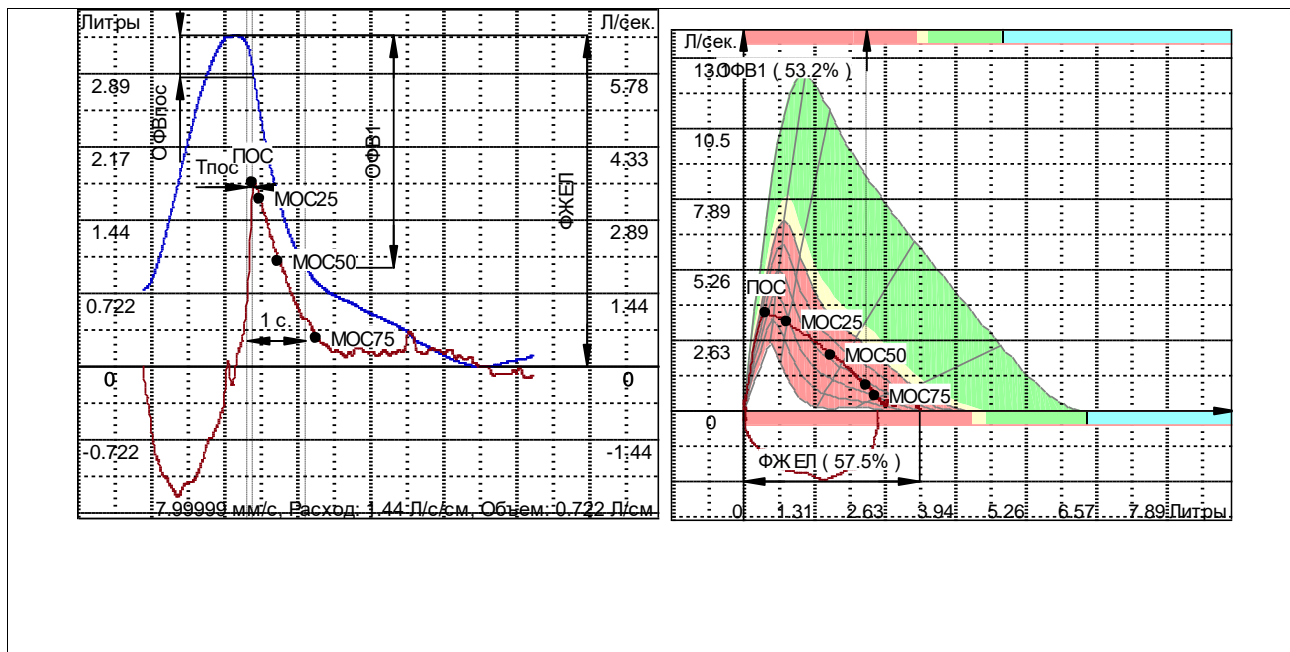 Литры
Л/сек.
2.89
5.78
ОФВпос
2.17
4.33
ПОС
Тпос
ОФВ1
ФЖЕЛ
МОС25
1.44
2.89
МОС50
0.722
1.44
1 с.
МОС75
0
0
-0.722
-1.44
7.99999 мм/с, Расход: 1.44 Л/с/см, Объем: 0.722 Л/см
Л/сек.
13.1
ОФВ1 ( 53.2% )
10.5
7.89
5.26
ПОС
МОС25
2.63
МОС50
МОС75
0
ФЖЕЛ ( 57.5% )
0 1.31 2.63 3.94 5.26 6.57 7.89 Литры